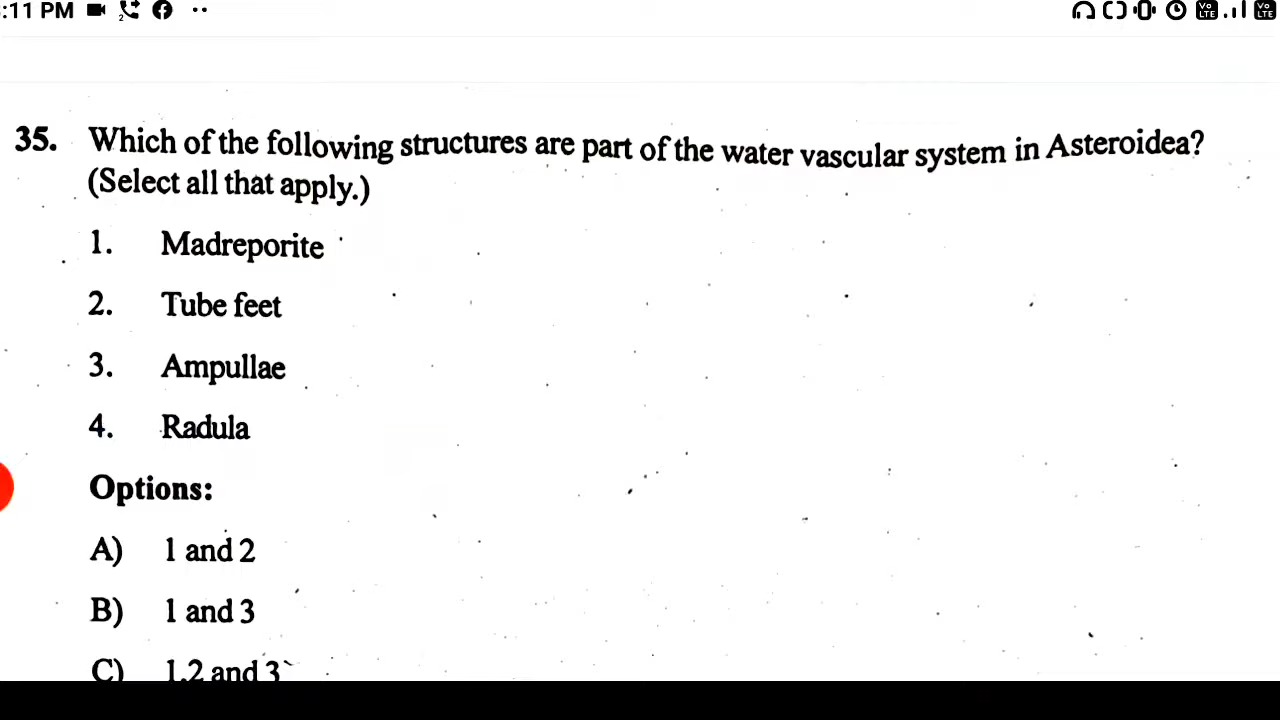 :11 PM
35. Which of the following structures are part of the water vascular system in Asteroidea?
(Select all that apply.)
1. Madreporite
2. Tube feet
3. Ampullae
4. Radula
Options:
A) 1 and 2
B) 1 and 3
C) 1,2 and 3